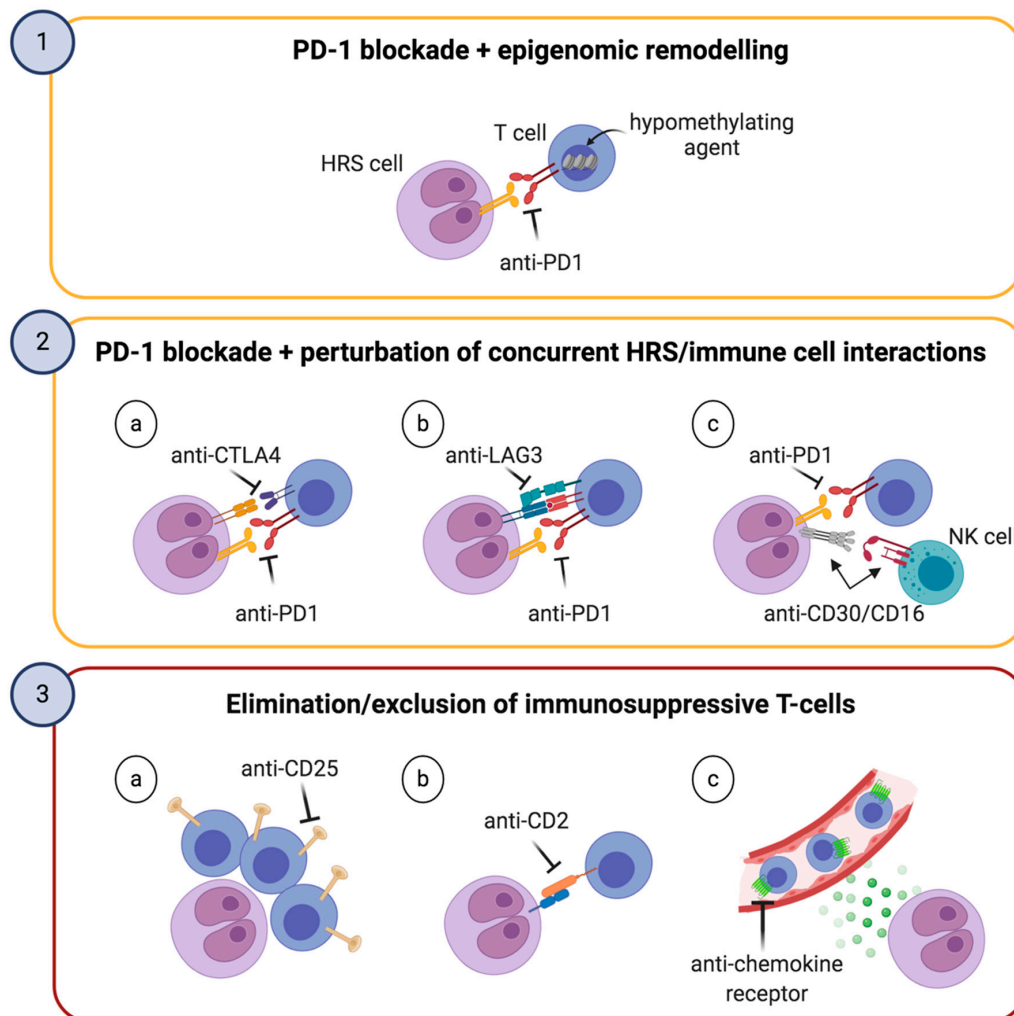 1
PD-1 blockade + epigenomic remodelling
HRS cell
T cell
hypomethylating
agent
anti-PD1
2
PD-1 blockade + perturbation of concurrent HRS/immune cell interactions
a
anti-CTLA4
anti-PD1
b
anti-LAG3
anti-PD1
c
anti-PD1
NK cell
anti-CD30/CD16
3
Elimination/exclusion of immunosuppressive T-cells
a
anti-CD25
b
anti-CD2
c
anti-chemokine
receptor